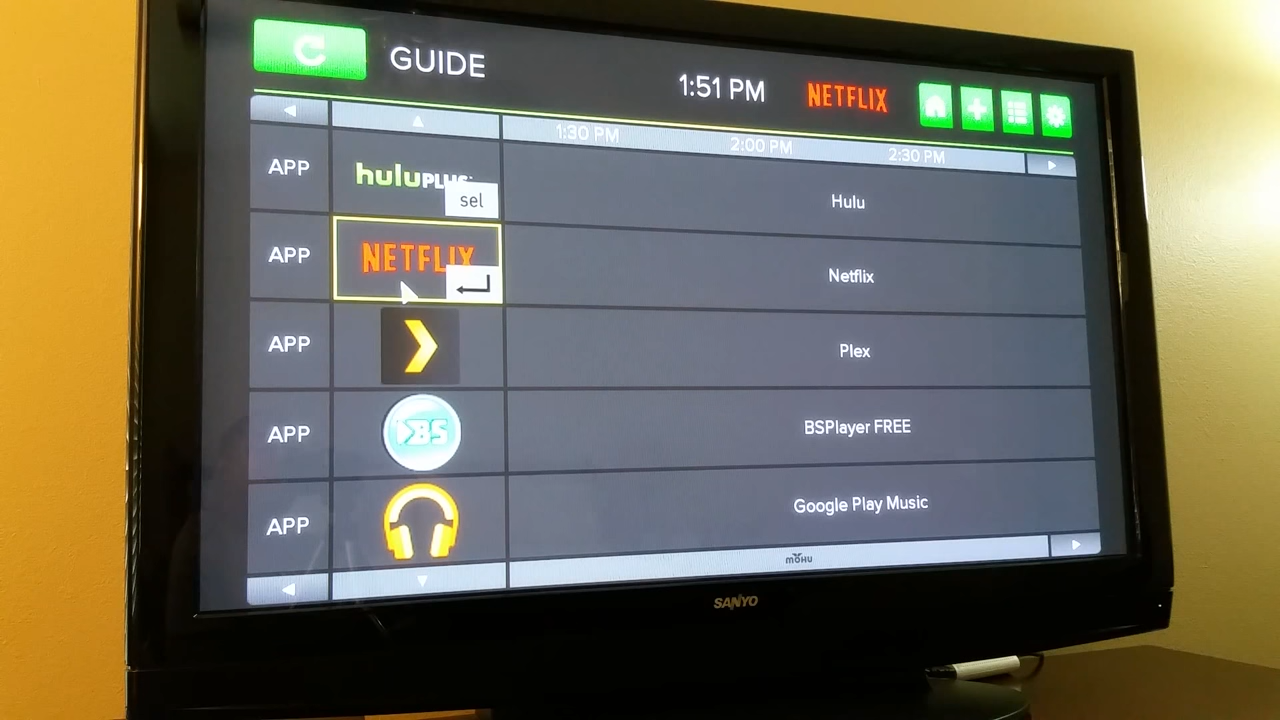 GUIDE
1:51 PM
NETFLIX
1:30 PM
2:00 PM
2:30 PM
APP
huluPLUS
sel
Hulu
APP
NETFLIX
Netflix
APP
Plex
APP
BS
BSPlayer FREE
APP
Google Play Music
mOHU
SANYO